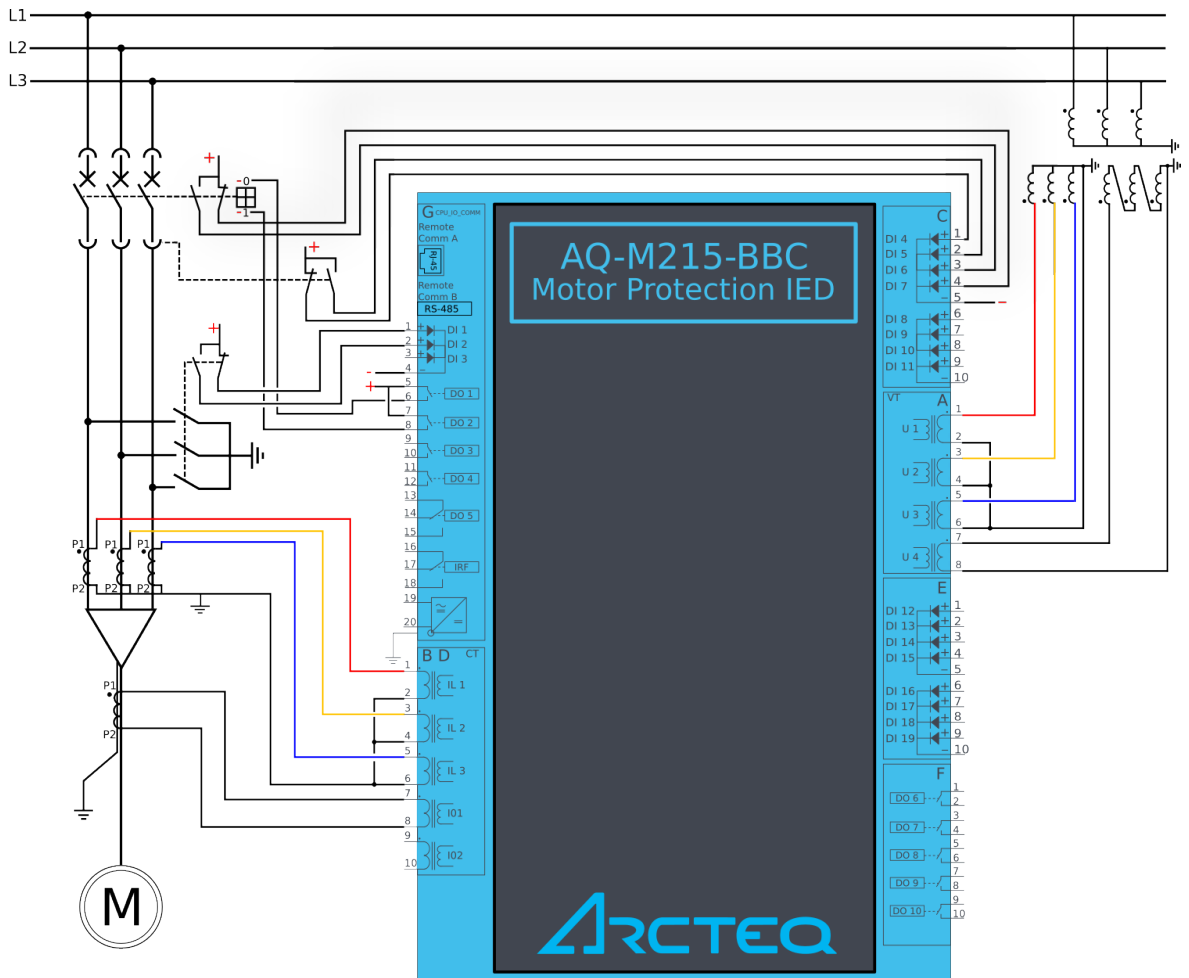 L1
L2
L3
+
-0
-1
+
+
G CPU_IO_COMM
Remote
Comm A
RJ-45
Remote
Comm B
RS-485
1 + DI 1
2 + DI 2
3 + DI 3
- 4 -
+ 5
6 DO 1
7
8 DO 2
9
10 DO 3
11
12 DO 4
13
14 DO 5
15
16
17 IRF
18
19
20
B D CT
1
2 IL 1
3
4 IL 2
5
6 IL 3
7
8 I01
9
10 I02
AQ-M215-BBC
Motor Protection IED
ARCTEQ
C
DI 4 + 1
DI 5 + 2
DI 6 + 3
DI 7 + 4
- 5 -
DI 8 + 6
DI 9 + 7
DI 10 + 8
DI 11 + 9
- 10
VT A
1
U 1 2
3
U 2 4
5
U 3 6
7
U 4 8
E
DI 12 + 1
DI 13 + 2
DI 14 + 3
DI 15 + 4
- 5
DI 16 + 6
DI 17 + 7
DI 18 + 8
DI 19 + 9
- 10
F
1
DO 6 2
3
DO 7 4
5
DO 8 6
7
DO 9 8
9
DO 10 10
P1 P1 P1
P2 P2 P2
P1
P2
M